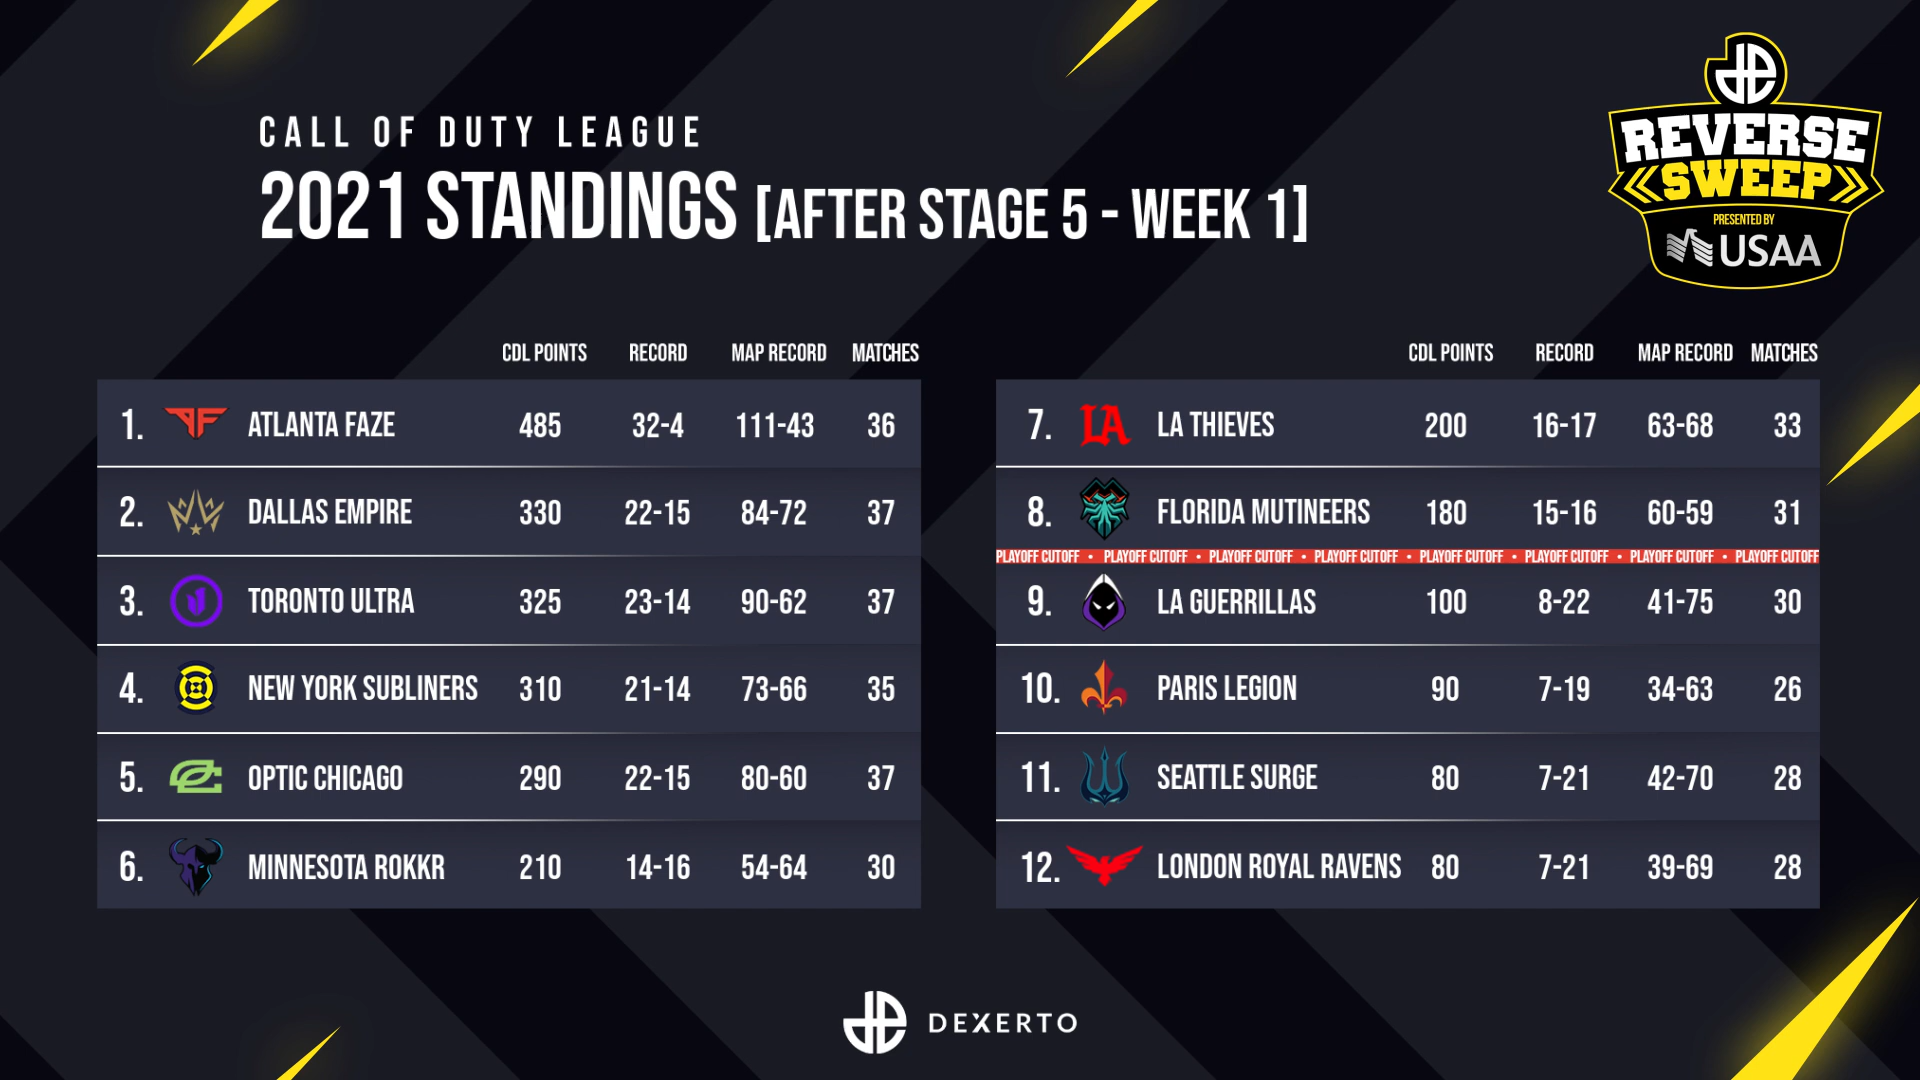 CALL OF DUTY LEAGUE
2021 STANDINGS [AFTER STAGE 5 - WEEK 1]
REVERSE
SWEEP
PRESENTED BY
USAA
CDL POINTS RECORD MAP RECORD MATCHES
1. ATLANTA FAZE 485 32-4 111-43 36
2. DALLAS EMPIRE 330 22-15 84-72 37
3. TORONTO ULTRA 325 23-14 90-62 37
4. NEW YORK SUBLINERS 310 21-14 73-66 35
5. OPTIC CHICAGO 290 22-15 80-60 37
6. MINNESOTA ROKKR 210 14-16 54-64 30
CDL POINTS RECORD MAP RECORD MATCHES
7. LA LA THIEVES 200 16-17 63-68 33
8. FLORIDA MUTINEERS 180 15-16 60-59 31
PLAYOFF CUTOFF • PLAYOFF CUTOFF • PLAYOFF CUTOFF • PLAYOFF CUTOFF • PLAYOFF CUTOFF • PLAYOFF CUTOFF • PLAYOFF CUTOFF • PLAYOFF CUTOFF
9. LA GUERRILLAS 100 8-22 41-75 30
10. PARIS LEGION 90 7-19 34-63 26
11. SEATTLE SURGE 80 7-21 42-70 28
12. LONDON ROYAL RAVENS 80 7-21 39-69 28
DEXERTO